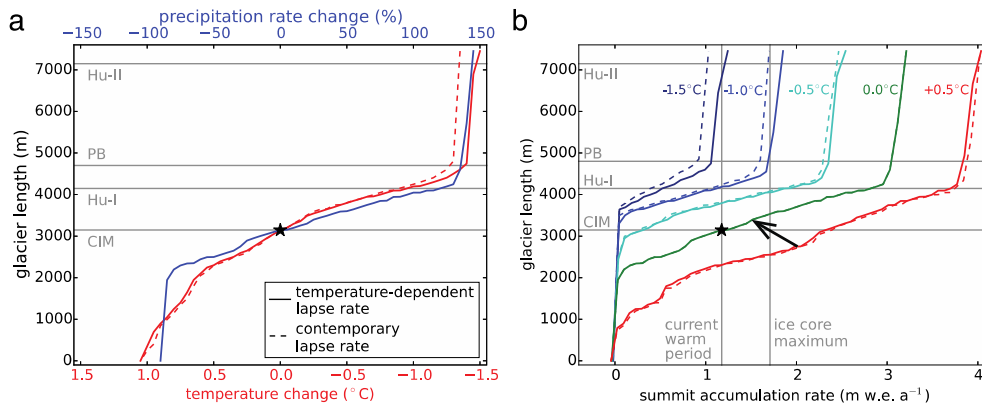 a
precipitation rate change (%)
−150 −100 −50 0 50 100 150
glacier length (m)
7000
6000
5000
4000
3000
2000
1000
0
Hu-II
PB
Hu-I
CIM
temperature-dependent
lapse rate
contemporary
lapse rate
1.5 1.0 0.5 0.0 −0.5 −1.0 −1.5
temperature change (°C)
b
glacier length (m)
7000
6000
5000
4000
3000
2000
1000
0
Hu-II
PB
Hu-I
CIM
-1.5°C -1.0°C -0.5°C 0.0°C +0.5°C
current
warm
period
ice core
maximum
0 1 2 3 4
summit accumulation rate (m w.e. a⁻¹)